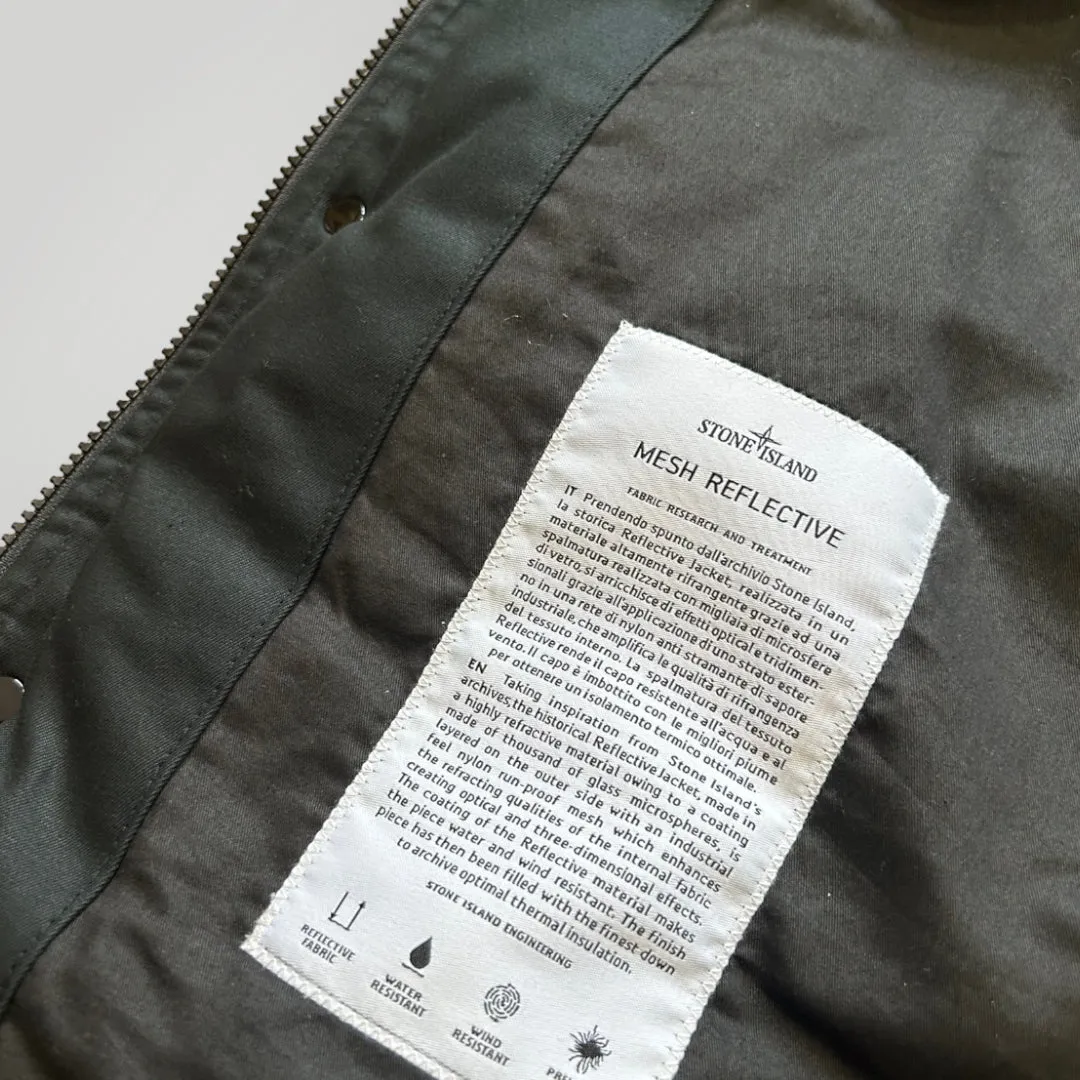 STONE ISLAND
MESH REFLECTIVE
FABRIC RESEARCH AND TREATMENT
IT Prendendo spunto dall'archivio Stone Island,
la storica Reflective Jacket, realizzata in un
materiale altamente rifrangente grazie ad una
spalmatura realizzata con migliaia di microsfere
di vetro, si arricchisce di effetti optical e tridimen-
sionali grazie all'applicazione di uno strato ester-
no in una rete di nylon anti stramante di sapore
industriale, che amplifica le qualità di rifrangenza
del tessuto interno. La spalmatura del tessuto
Reflective rende il capo resistente all'acqua e al
vento. Il capo è imbottito con le migliori piume
per ottenere un isolamento termico ottimale.
EN Taking inspiration from Stone Island's
archives, the historical Reflective Jacket, made in
a highly refractive material owing to a coating
made of thousand of glass microspheres, is
layered on the outer side with an industrial
feel nylon run-proof mesh, which enhances
the refracting qualities of the internal fabric
creating optical and three-dimensional effects.
The coating of the Reflective material makes
the piece water and wind resistant. The finish
piece has then been filled with the finest down
to archive optimal thermal insulation.
STONE ISLAND ENGINEERING
REFLECTIVE
FABRIC
WATER
RESISTANT
WIND
RESISTANT